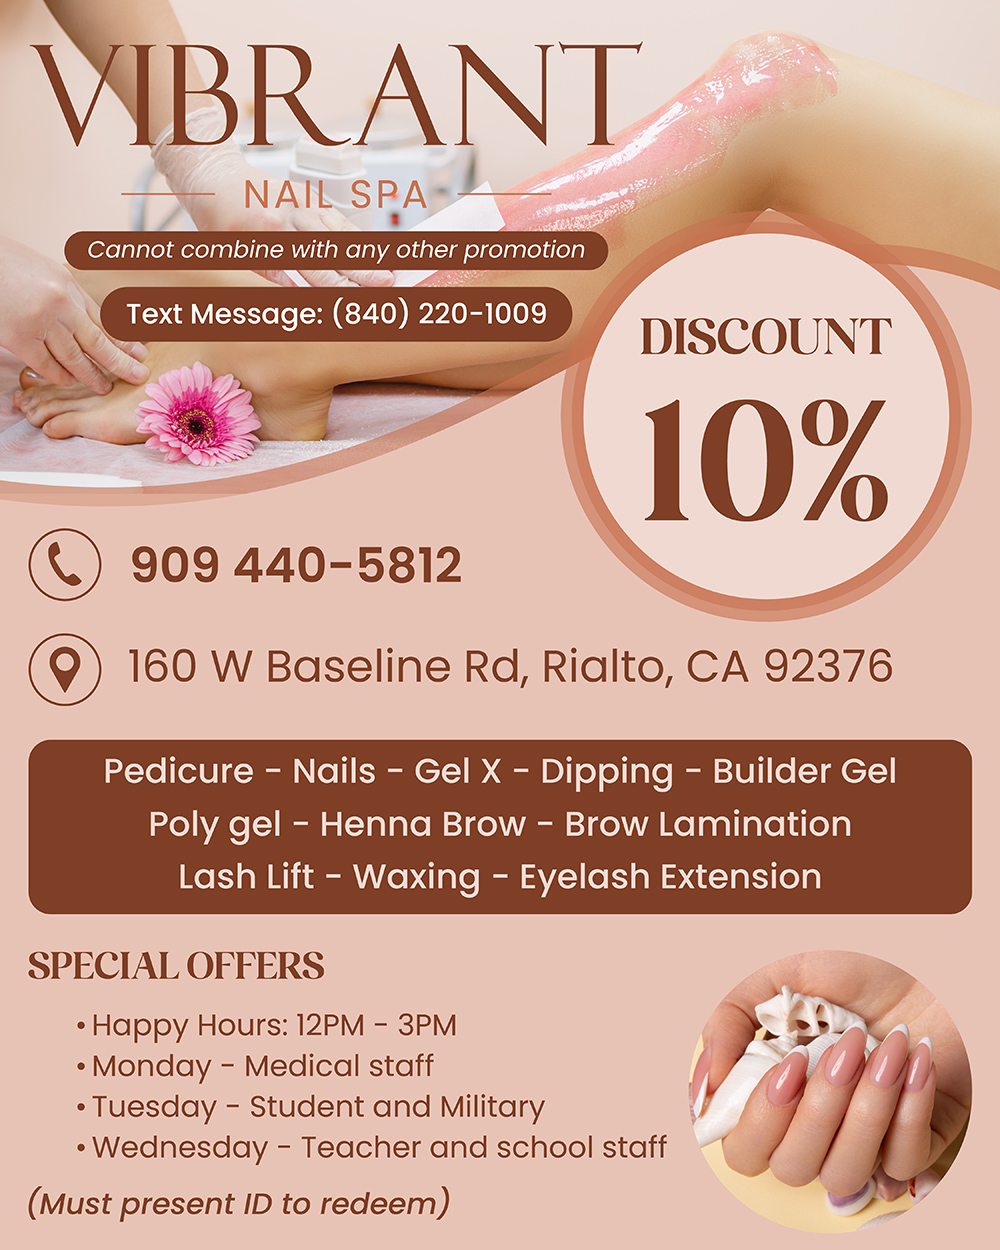 VIBRANT
NAIL SPA
Cannot combine with any other promotion
Text Message: (840) 220-1009
DISCOUNT
10%
909 440-5812
160 W Baseline Rd, Rialto, CA 92376
Pedicure - Nails - Gel X - Dipping - Builder Gel
Poly gel - Henna Brow - Brow Lamination
Lash Lift - Waxing - Eyelash Extension
SPECIAL OFFERS
• Happy Hours: 12PM - 3PM
• Monday - Medical staff
• Tuesday - Student and Military
• Wednesday - Teacher and school staff
(Must present ID to redeem)